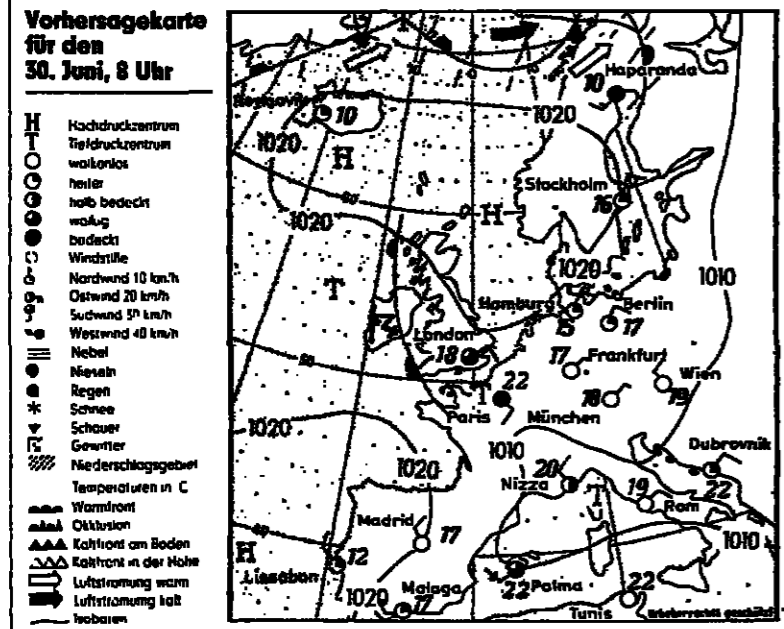 Vorhersagekarte
für den
30. Juni, 8 Uhr
H Hochdruckzentrum
T Tiefdruckzentrum
wolkenlos
heiter
halb bedeckt
wolkig
bedeckt
Windstille
Nordwind 10 km/h
Ostwind 20 km/h
Südwind 30 km/h
Westwind 40 km/h
Nebel
Nieseln
Regen
Schnee
Schauer
Gewitter
Niederschlagsgebiet
Temperaturen in C
Warmfront
Okklusion
Kaltfront am Boden
Kaltfront in der Höhe
Luftströmung warm
Luftströmung kalt
Isobaren
Haparanda
10
Reykjavik
10
1020
1020
H
Stockholm
16
60
1020
H
1020
1010
T
Hamburg
15
Berlin
17
London
18
17
Frankfurt
50
22
T
Paris
18
München
Wien
19
1020
1010
1020
Dubrovnik
22
20
Nizza
T
19
Rom
1010
Madrid
17
40
H
Lissabon
12
1020
Malaga
17
22
Palma
22
Tunis
Urheberrechts geschützt